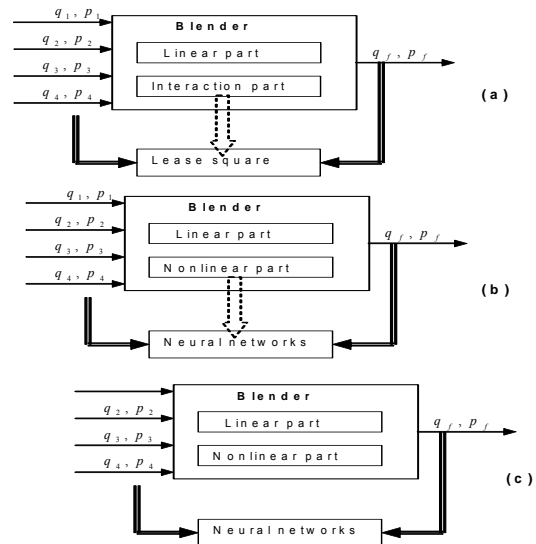 q1, p1
Blender
q2, p2
Linear part
q3, p3
qf, pf
Interaction part
q4, p4
(a)
Lease square
q1, p1
Blender
q2, p2
Linear part
qf, pf
q3, p3
Nonlinear part
q4, p4
(b)
Neural networks
Blender
q2, p2
Linear part
qf, pf
q3, p3
Nonlinear part
q4, p4
(c)
Neural networks